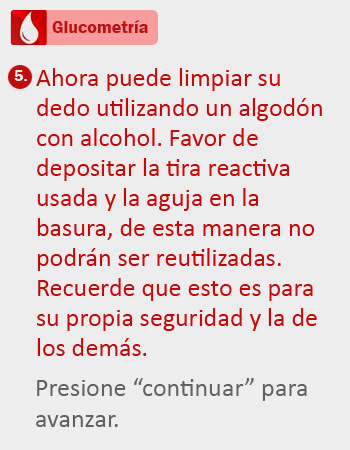 Glucometría
5. Ahora puede limpiar su
dedo utilizando un algodón
con alcohol. Favor de
depositar la tira reactiva
usada y la aguja en la
basura, de esta manera no
podrán ser reutilizadas.
Recuerde que esto es para
su propia seguridad y la de
los demás.
Presione “continuar” para
avanzar.